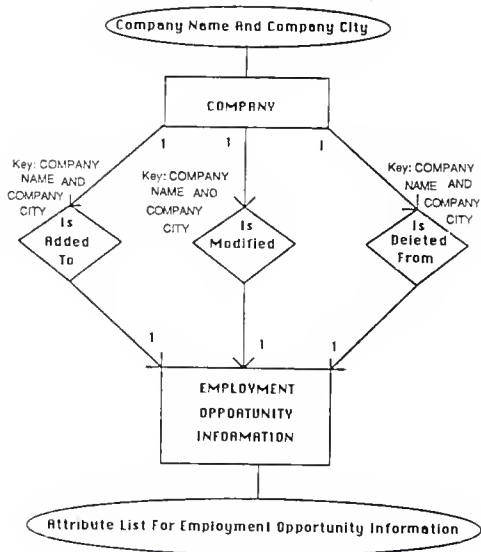 Company Name And Company City
COMPANY
1
1
1
Key: COMPANY
NAME AND
COMPANY
CITY
Key: COMPANY
NAME AND
COMPANY
CITY
Key: COMPANY
NAME AND
COMPANY
CITY
Is
Added
To
Is
Modified
Is
Deleted
From
1
1
1
EMPLOYMENT
OPPORTUNITY
INFORMATION
Attribute List For Employment Opportunity Information